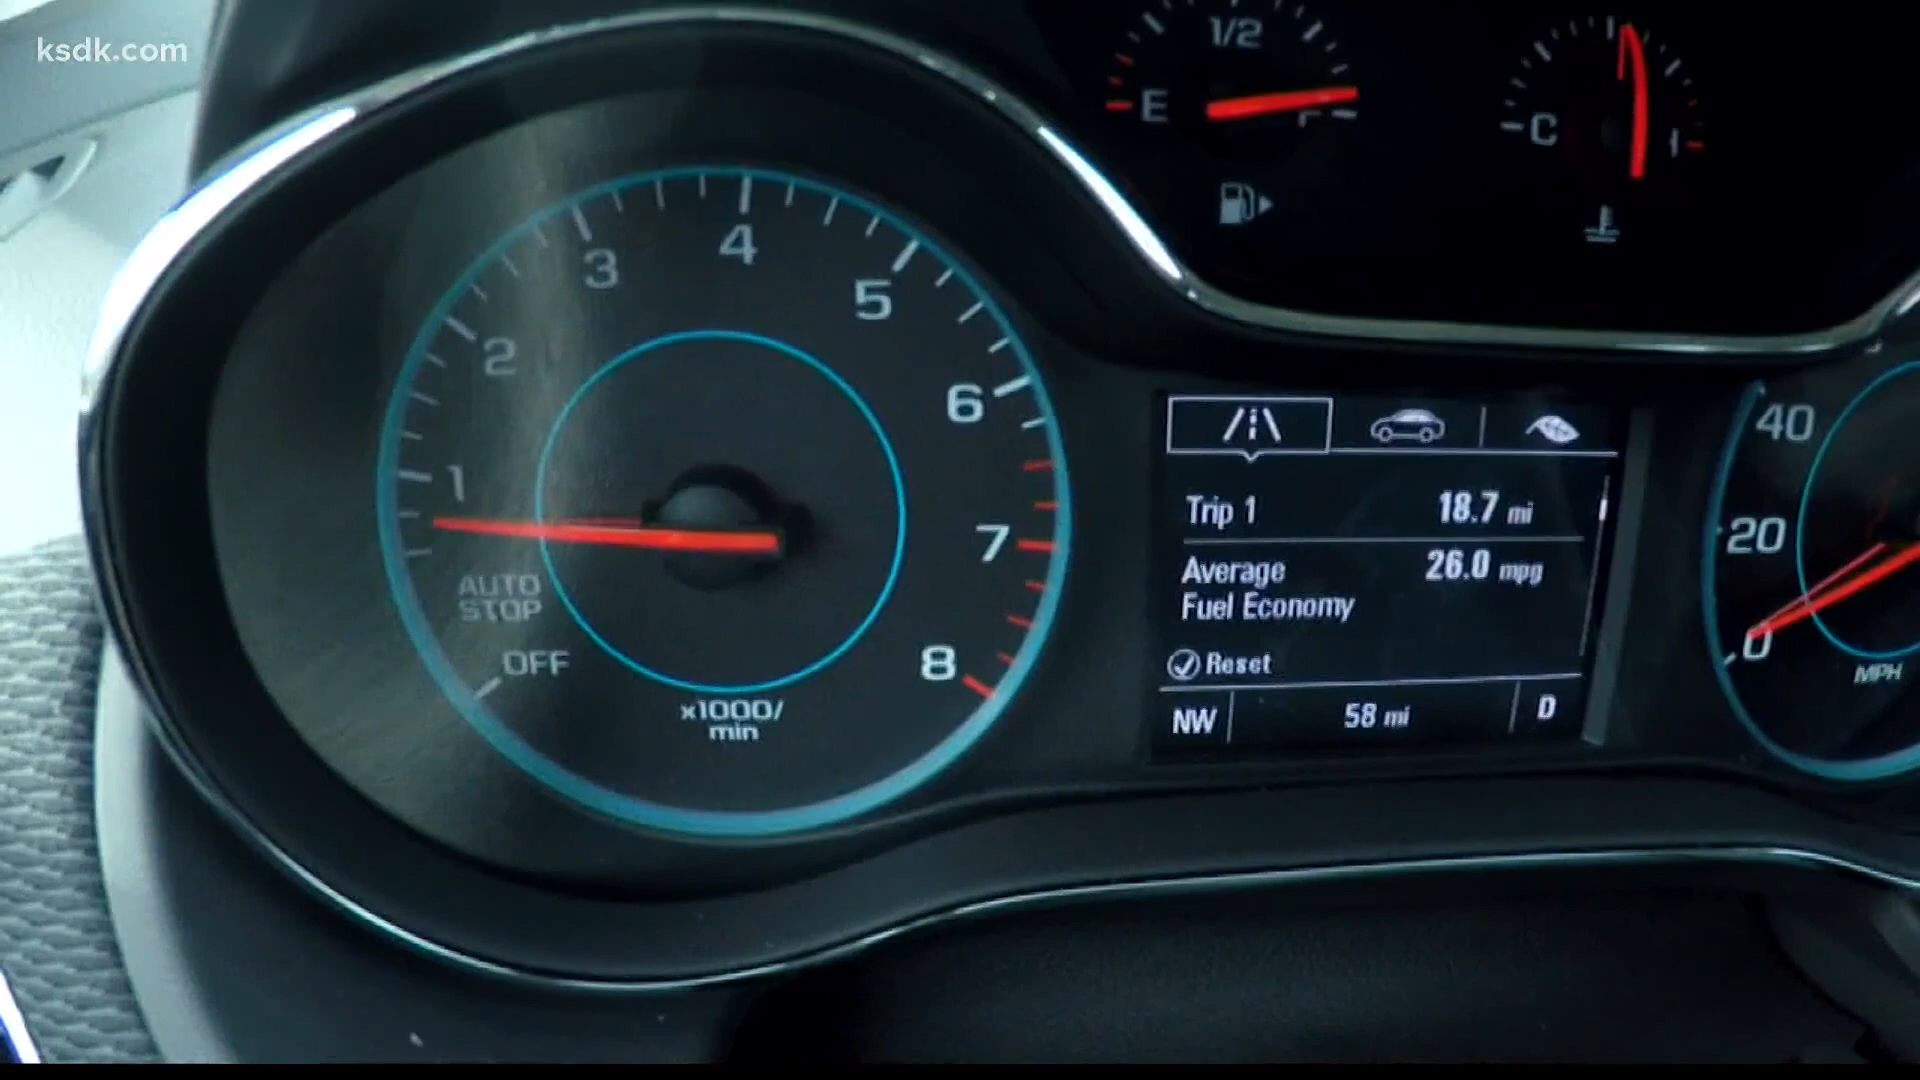 ksdk.com
E 1/2 F
C
1
2
3
4
5
6
7
8
AUTO
STOP
OFF
x1000/
min
Trip 1 18.7 mi
Average 26.0 mpg
Fuel Economy
Reset
NW 58 mi D
40
20
0
MPH